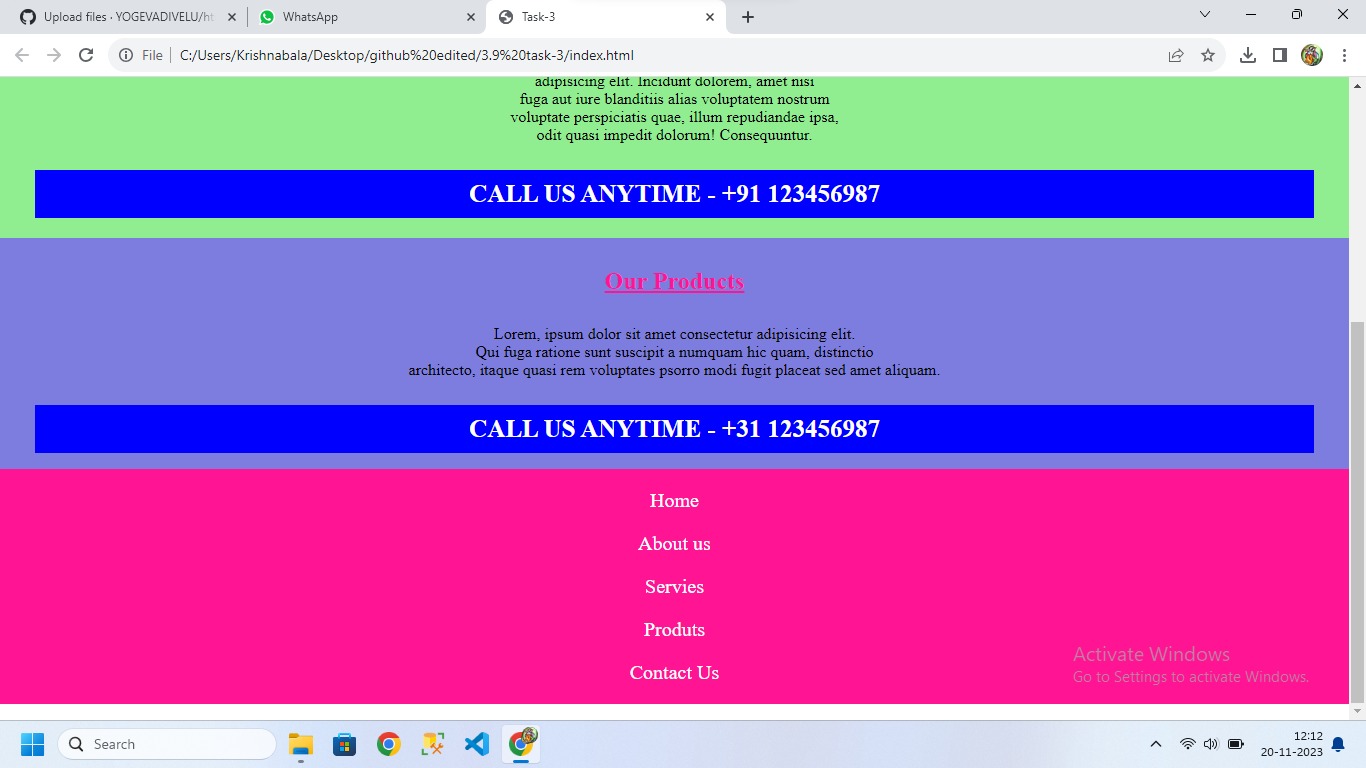 Upload files · YOGEVADIVELU/ht
WhatsApp
Task-3
File
C:/Users/Krishnabala/Desktop/github%20edited/3.9%20task-3/index.html
adipisicing elit. Incidunt dolorem, amet nisi
fuga aut iure blanditiis alias voluptatem nostrum
voluptate perspiciatis quae, illum repudiandae ipsa,
odit quasi impedit dolorum! Consequuntur.
CALL US ANYTIME - +91 123456987
Our Products
Lorem, ipsum dolor sit amet consectetur adipisicing elit.
Qui fuga ratione sunt suscipit a numquam hic quam, distinctio
architecto, itaque quasi rem voluptates psorro modi fugit placeat sed amet aliquam.
CALL US ANYTIME - +31 123456987
Home
About us
Servies
Produts
Contact Us
Activate Windows
Go to Settings to activate Windows.
Search
12:12
20-11-2023